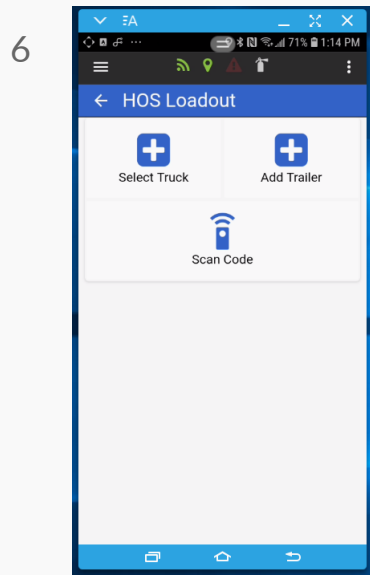 6
71% 1:14 PM
HOS Loadout
Select Truck
Add Trailer
Scan Code